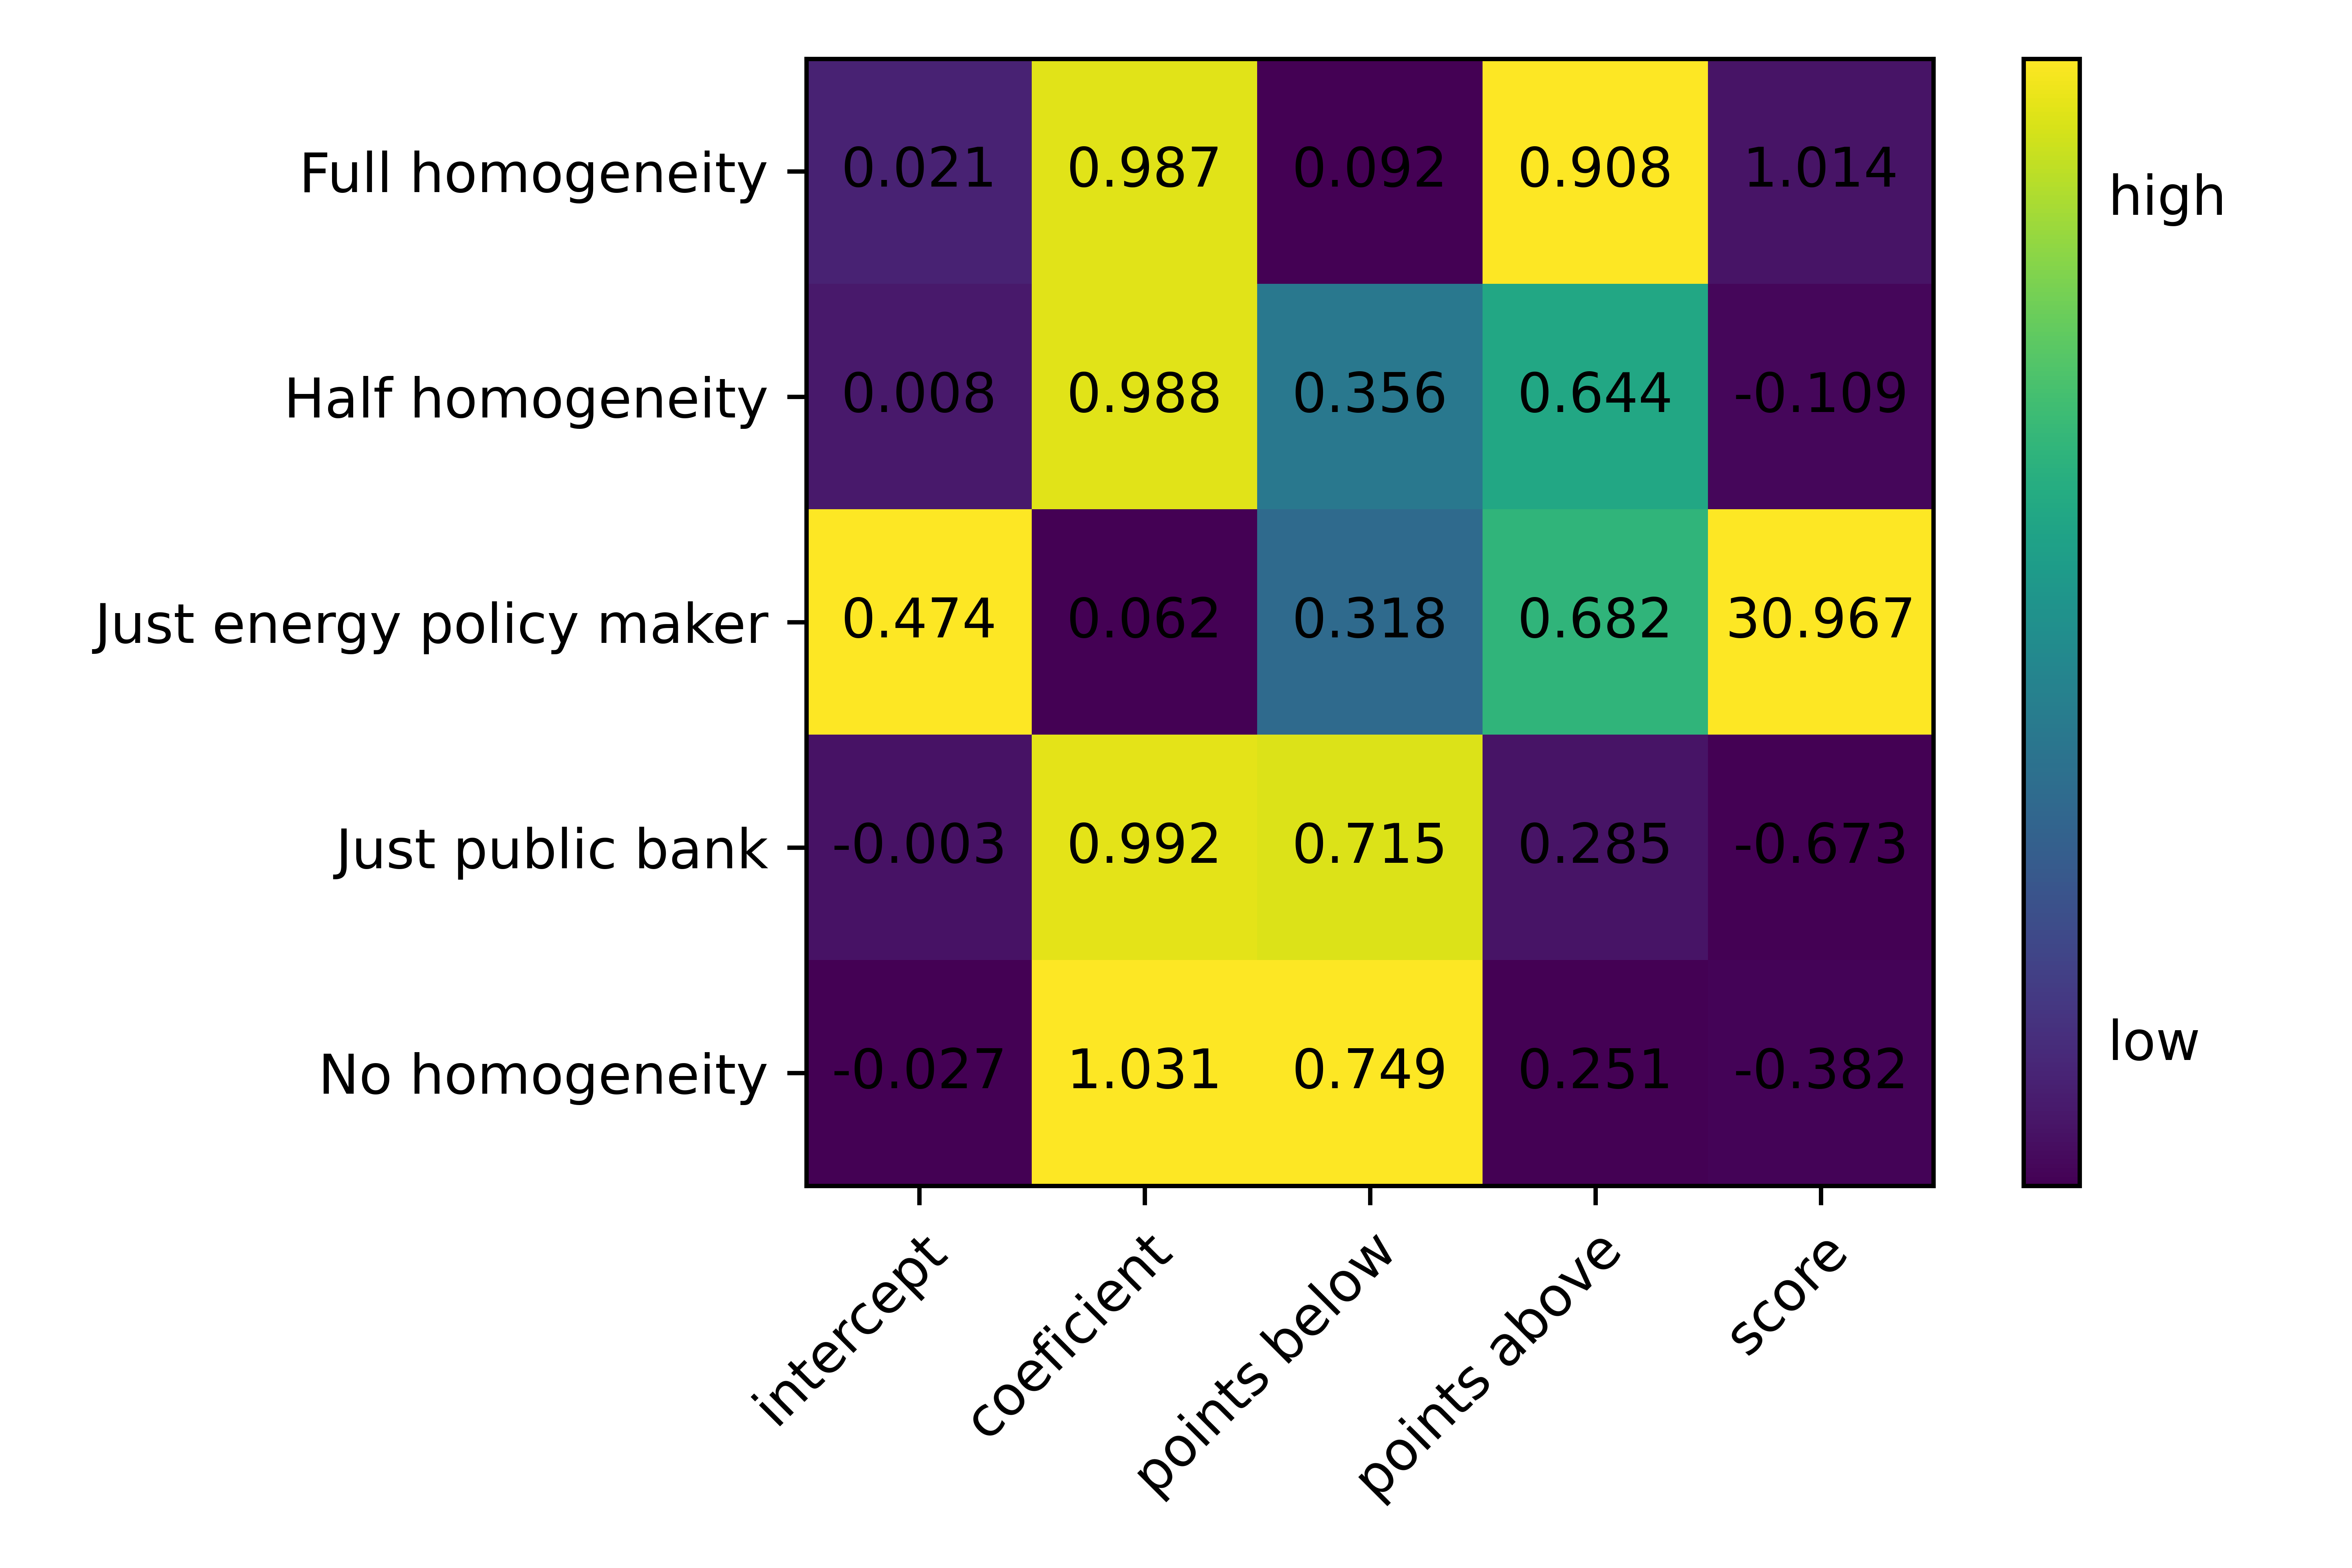 Full homogeneity 0.021 0.987 0.092 0.908 1.014
high
Half homogeneity 0.008 0.988 0.356 0.644 -0.109
Just energy policy maker 0.474 0.062 0.318 0.682 30.967
Just public bank -0.003 0.992 0.715 0.285 -0.673
No homogeneity -0.027 1.031 0.749 0.251 -0.382
low
intercept
coeficient
points below
points above
score